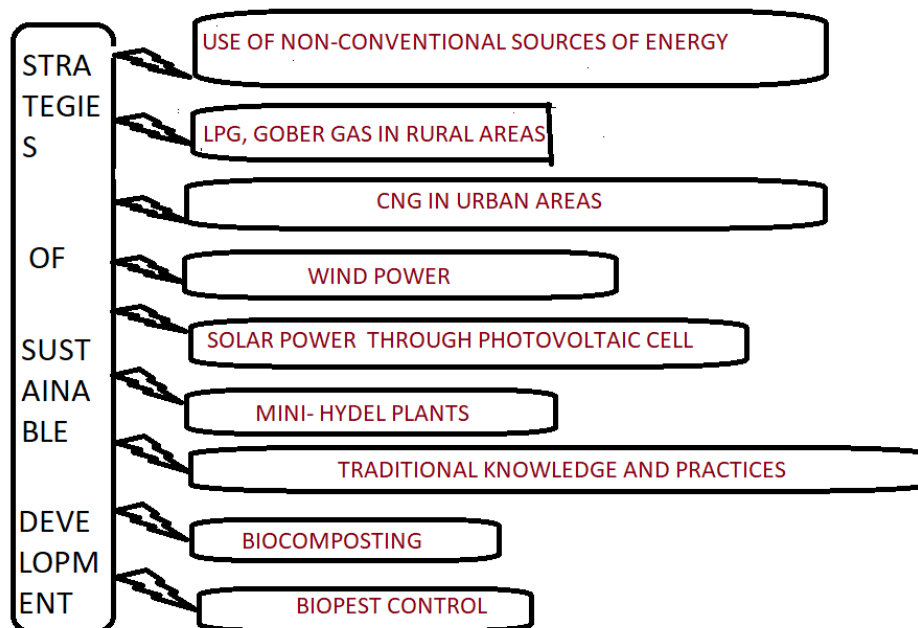 STRA
TEGIE
S
OF
SUST
AINA
BLE
DEVE
LOPM
ENT
USE OF NON-CONVENTIONAL SOURCES OF ENERGY
LPG, GOBER GAS IN RURAL AREAS
CNG IN URBAN AREAS
WIND POWER
SOLAR POWER THROUGH PHOTOVOLTAIC CELL
MINI- HYDEL PLANTS
TRADITIONAL KNOWLEDGE AND PRACTICES
BIOCOMPOSTING
BIOPEST CONTROL